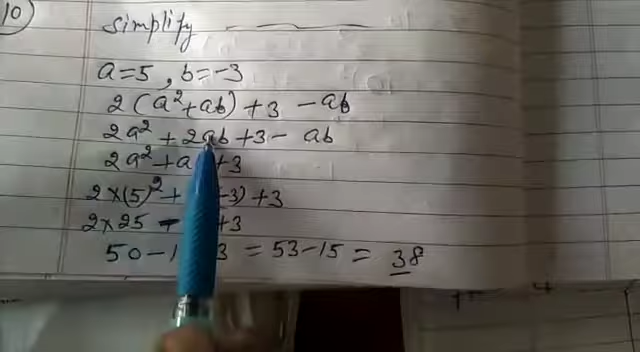 10
simplify
a=5, b=-3
2(a²+ab)+3-ab
2a²+2ab+3-ab
2a²+a +3
2×(5)²+ -3)+3
2×25 - +3
50-1 3 = 53-15 = 38